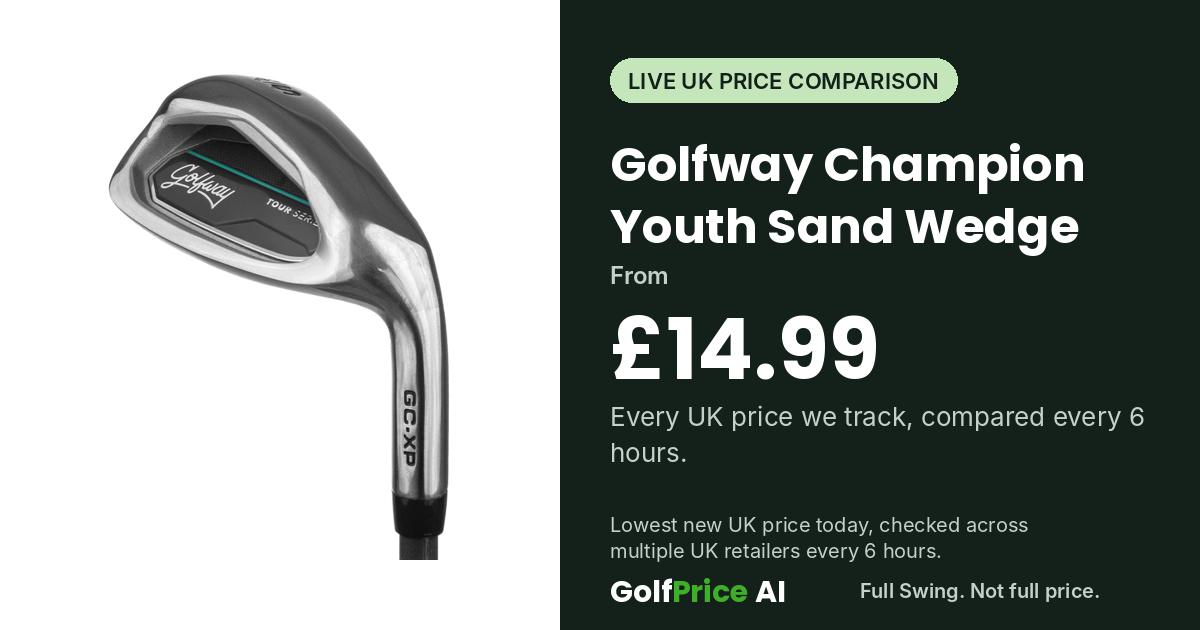 Golfway
TOUR
GC-XP
LIVE UK PRICE COMPARISON
Golfway Champion
Youth Sand Wedge
From
£14.99
Every UK price we track, compared every 6
hours.
Lowest new UK price today, checked across
multiple UK retailers every 6 hours.
GolfPrice AI
Full Swing. Not full price.